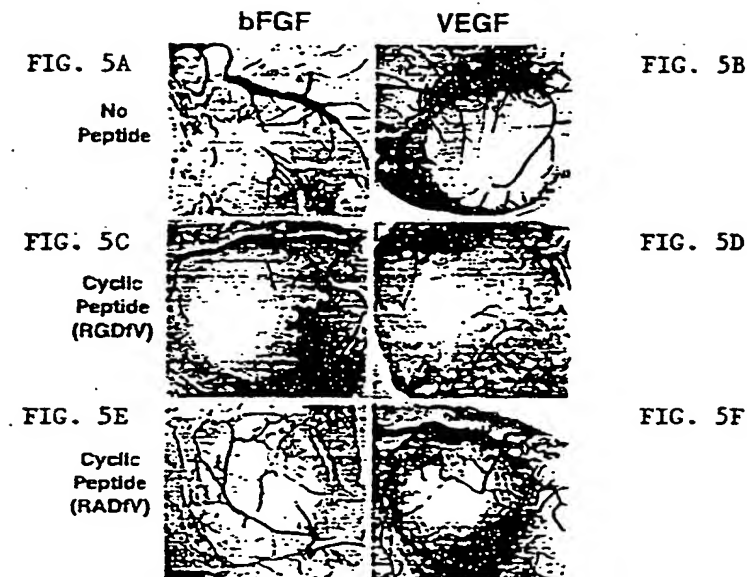 bFGF VEGF
FIG. 5A FIG. 5B
No
Peptide
FIG. 5C FIG. 5D
Cyclic
Peptide
(RGDfV)
FIG. 5E FIG. 5F
Cyclic
Peptide
(RADfV)